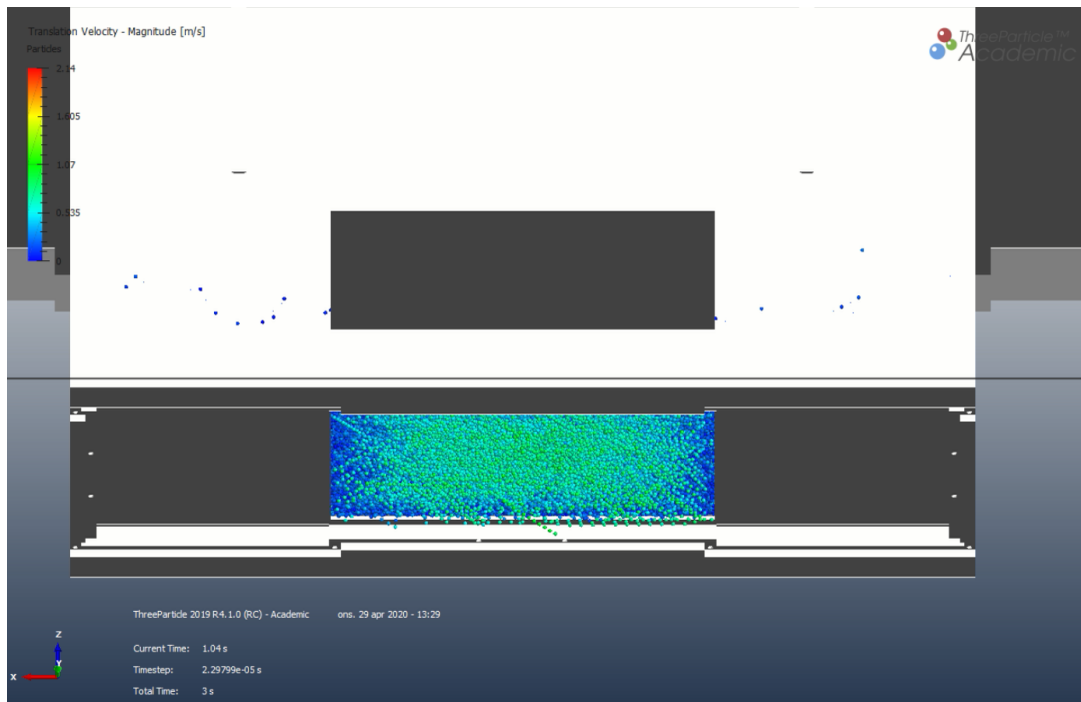 Translation Velocity - Magnitude [m/s]
Particles
2.14
1.605
1.07
0.535
0
ThreeParticle™
Academic
ThreeParticle 2019 R4.1.0 (RC) - Academic ons. 29 apr 2020 - 13:29
Current Time: 1.04 s
Timestep: 2.29799e-05 s
Total Time: 3 s
Z
Y
X